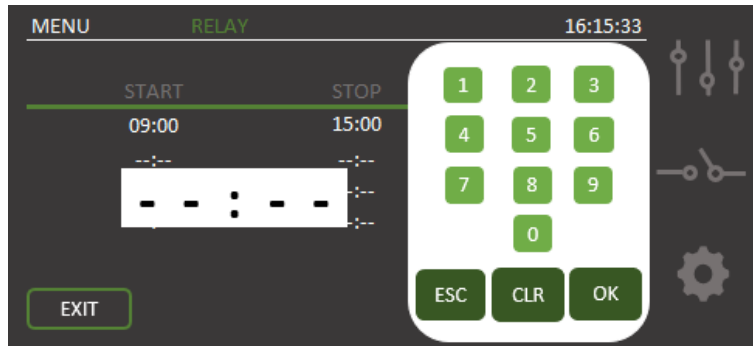 MENU RELAY 16:15:33
START STOP
09:00 15:00
--:-- --:--
- - : - - -:--
-:--
1 2 3
4 5 6
7 8 9
0
ESC CLR OK
EXIT